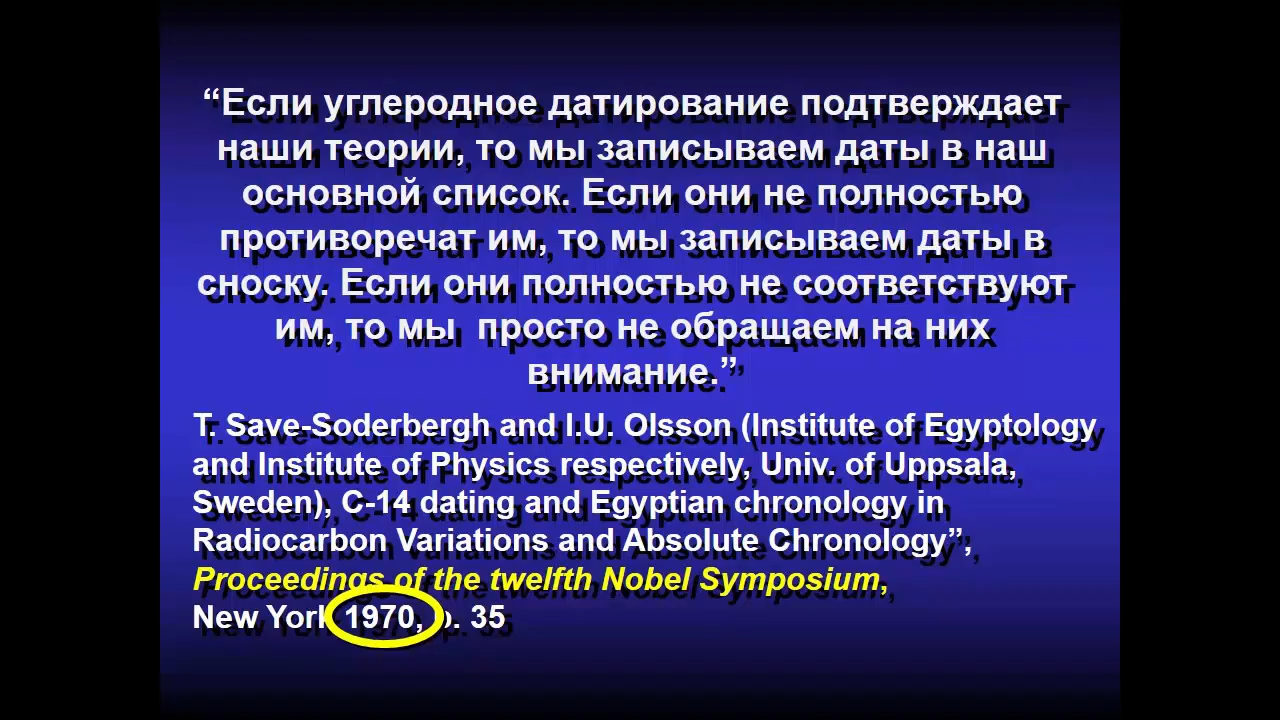 “Если углеродное датирование подтверждает
наши теории, то мы записываем даты в наш
основной список. Если они не полностью
противоречат им, то мы записываем даты в
сноску. Если они полностью не соответствуют
им, то мы  просто не обращаем на них
внимание.”
T. Save-Soderbergh and I.U. Olsson (Institute of Egyptology
and Institute of Physics respectively, Univ. of Uppsala,
Sweden), C-14 dating and Egyptian chronology in
Radiocarbon Variations and Absolute Chronology”,
Proceedings of the twelfth Nobel Symposium,
New York 1970, p. 35